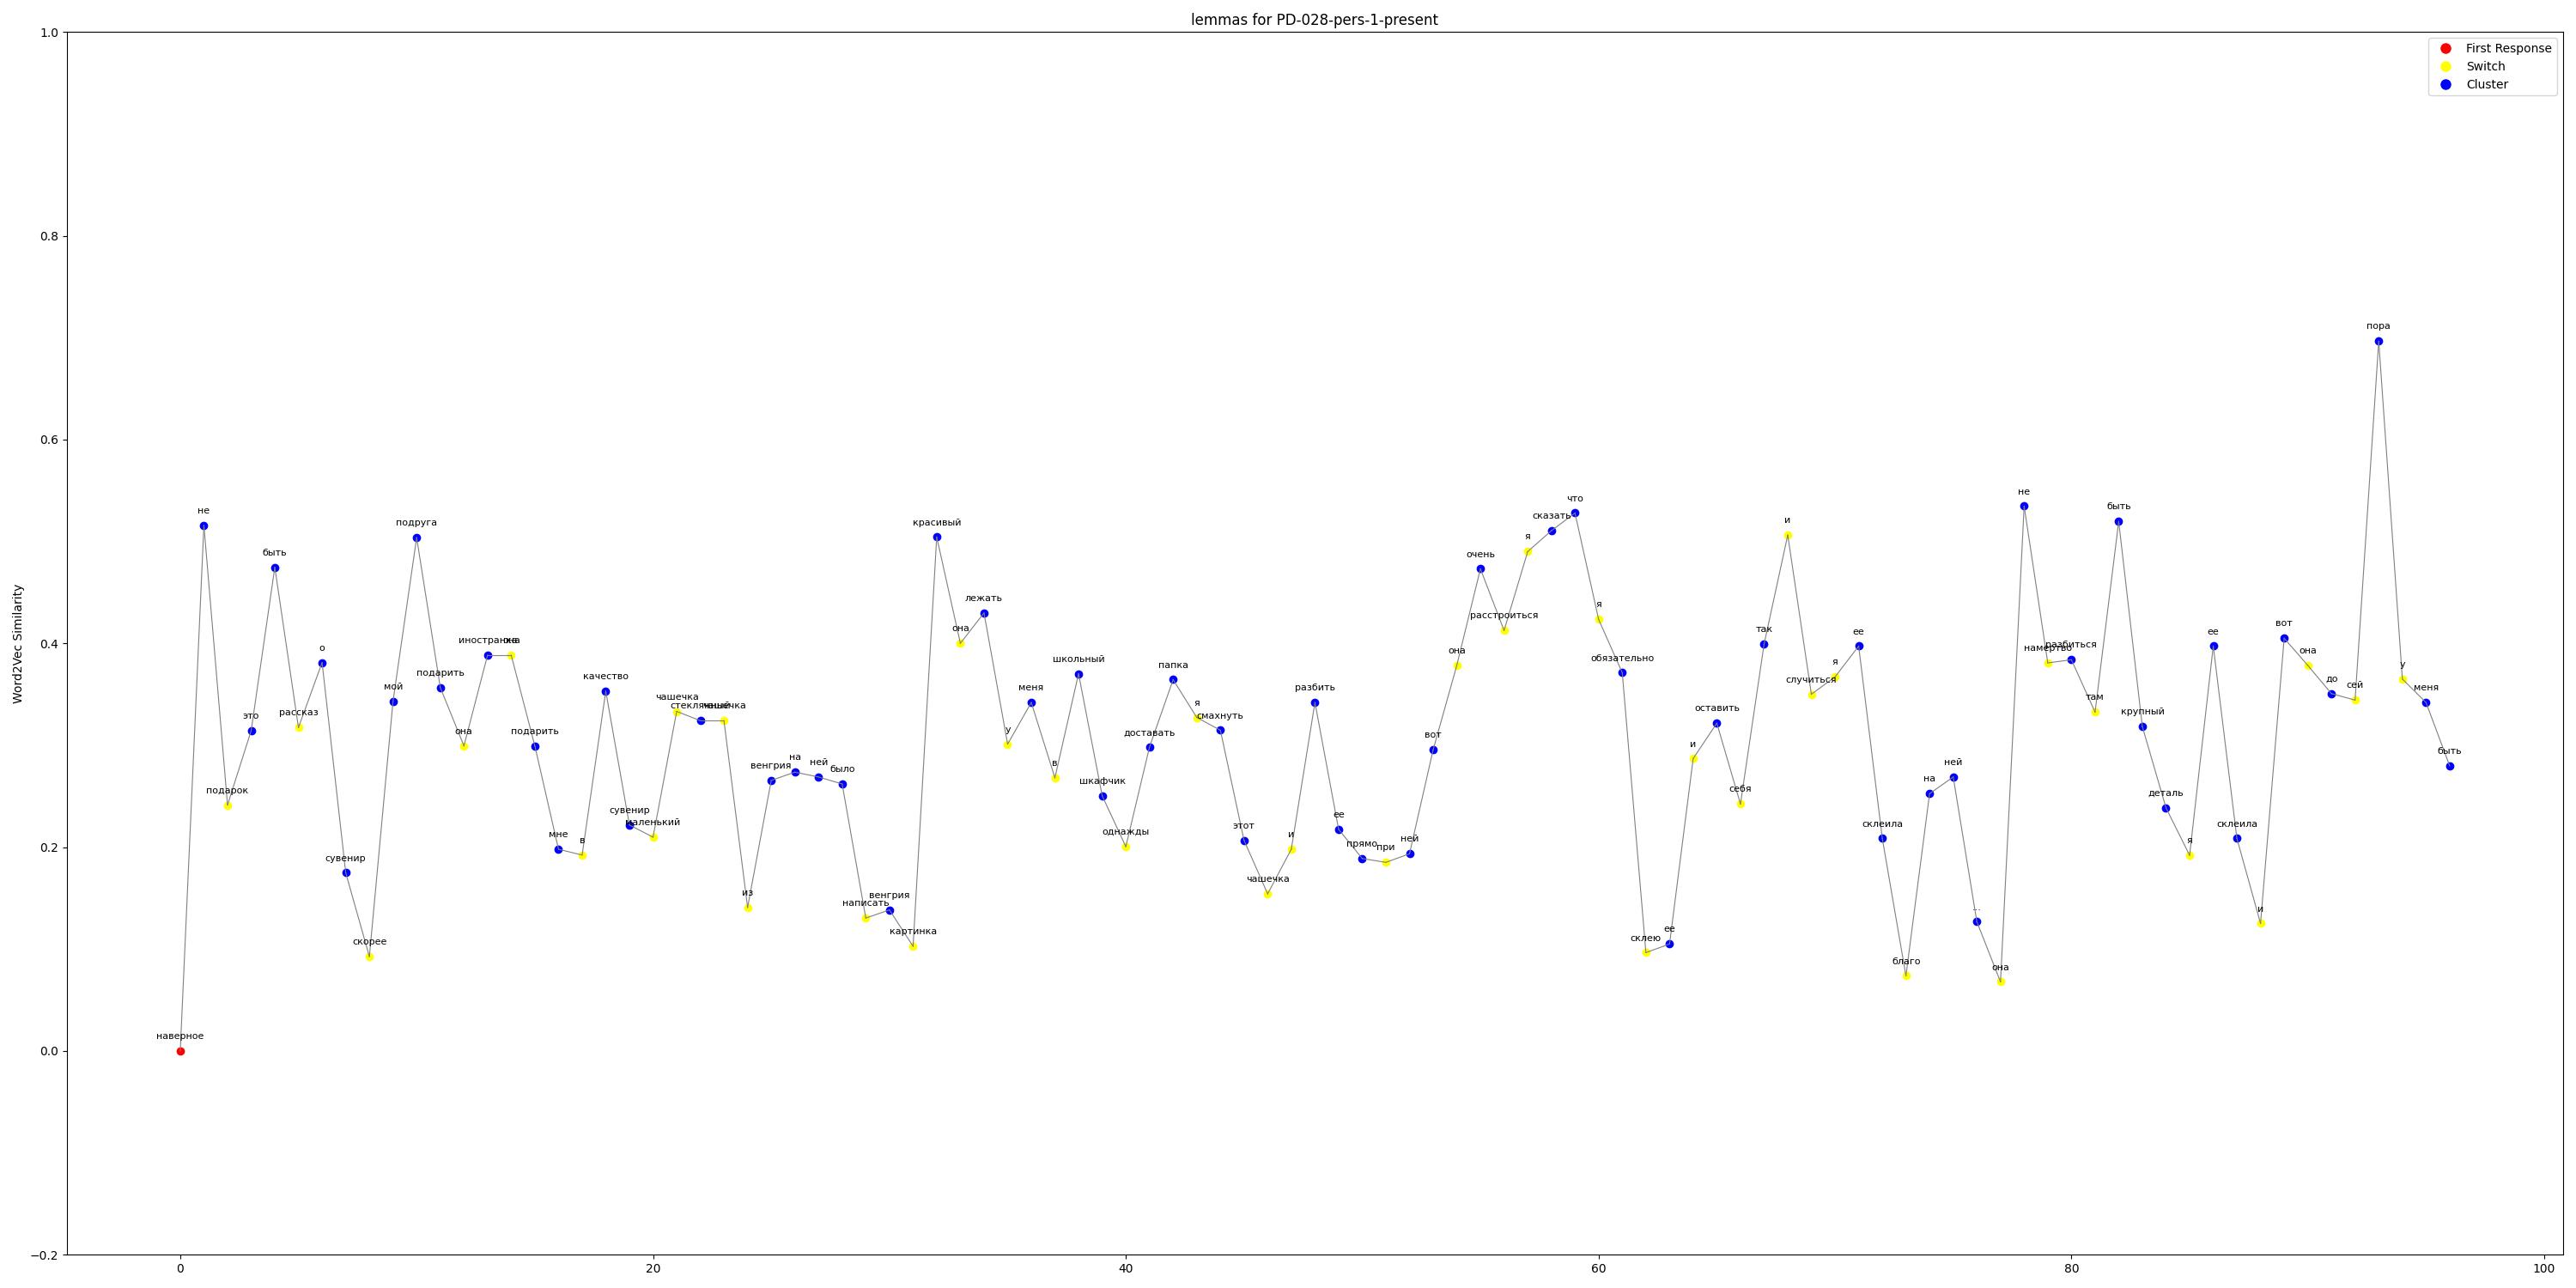 lemmas for PD-028-pers-1-present
First Response
Switch
Cluster
Word2Vec Similarity
1.0
0.8
0.6
0.4
0.2
0.0
−0.2
0
20
40
60
80
100
наверное
не
подарок
это
быть
рассказ
о
сувенир
скорее
мой
подруга
подарить
она
иностранка
она
подарить
мне
в
качество
сувенир
маленький
чашечка
стеклянный
чашечка
из
венгрия
на
ней
было
написать
венгрия
картинка
красивый
она
лежать
у
меня
в
школьный
шкафчик
однажды
доставать
папка
я
смахнуть
этот
чашечка
и
разбить
ее
прямо
при
ней
вот
она
очень
расстроиться
я
сказать
что
я
обязательно
склею
ее
и
оставить
себя
так
и
случиться
я
ее
склеила
благо
на
ней
...
она
не
намертво
разбиться
там
быть
крупный
деталь
я
ее
склеила
и
вот
она
до
сей
пора
у
меня
быть